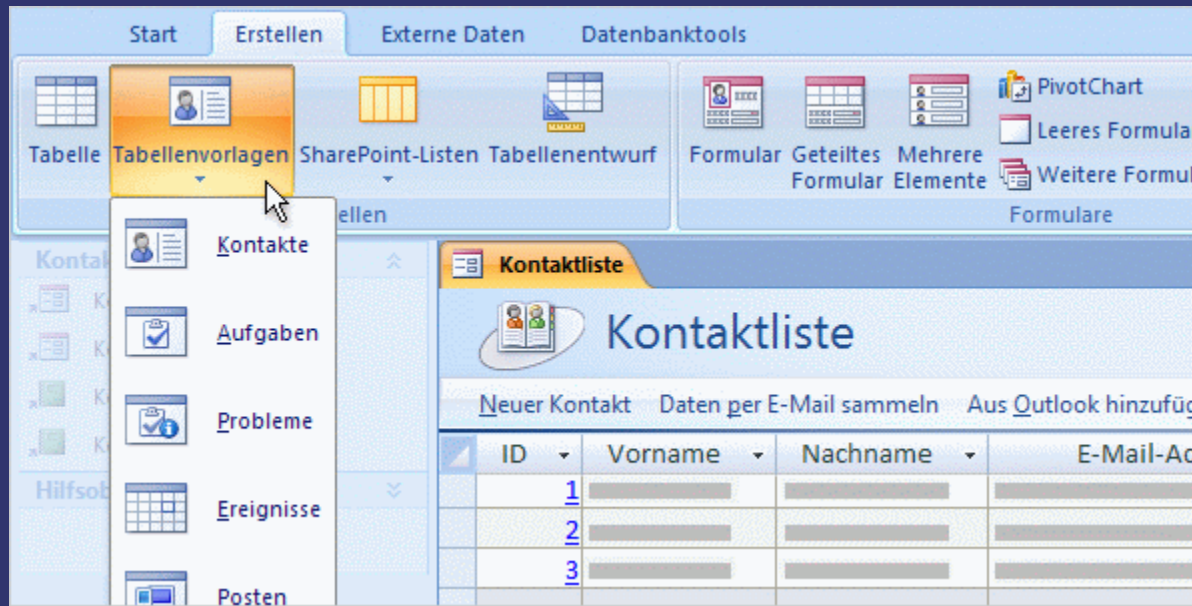 Start Erstellen Externe Daten Datenbanktools
Tabelle Tabellenvorlagen SharePoint-Listen Tabellenentwurf
Formular Geteiltes Formular Mehrere Elemente
PivotChart
Leeres Formula
Weitere Formul
ellen
Formulare
Kontakte
Aufgaben
Probleme
Ereignisse
Posten
Kontak
Hilfsob
Kontaktliste
Kontaktliste
Neuer Kontakt Daten per E-Mail sammeln Aus Outlook hinzufüg
ID Vorname Nachname E-Mail-Ad
1
2
3